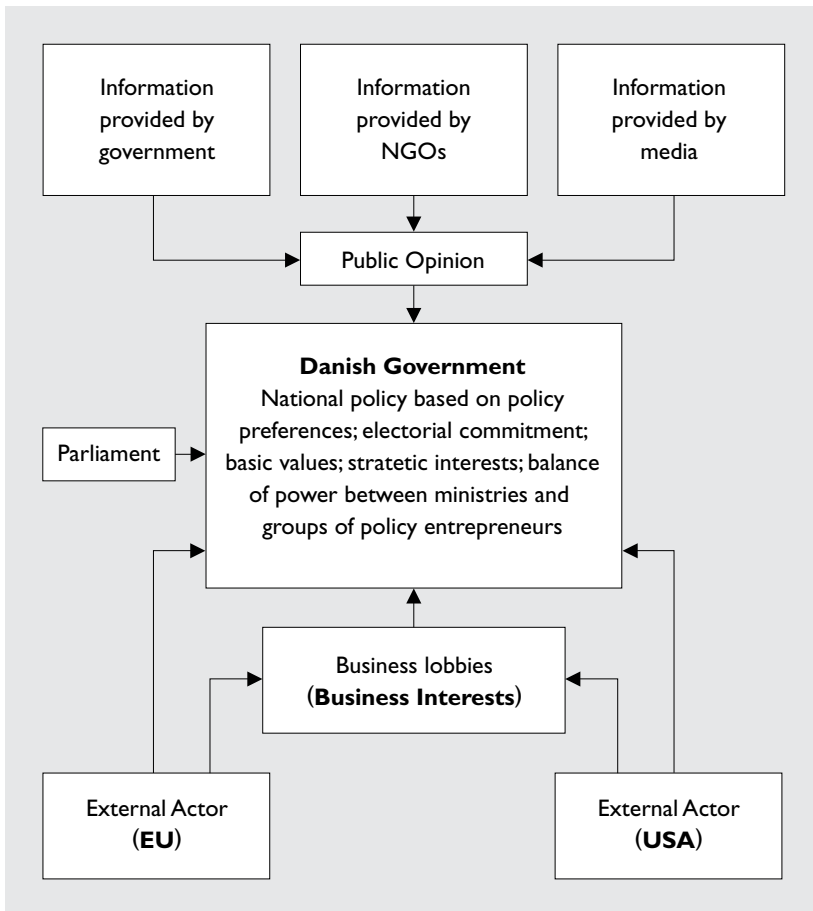 Information
provided by
government
Information
provided by
NGOs
Information
provided by
media
Public Opinion
Danish Government
National policy based on policy
preferences; electorial commitment;
basic values; stratetic interests; balance
of power between ministries and
groups of policy entrepreneurs
Parliament
Business lobbies
(Business Interests)
External Actor
(EU)
External Actor
(USA)